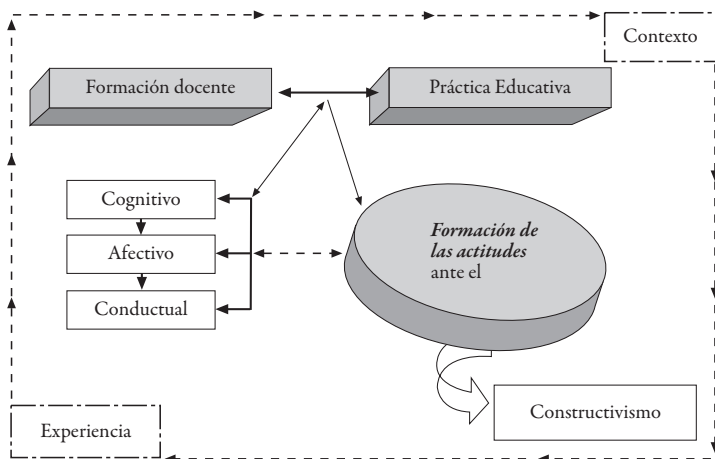 Contexto
Formación docente
Práctica Educativa
Cognitivo
Afectivo
Conductual
Formación de
las actitudes
ante el
Constructivismo
Experiencia